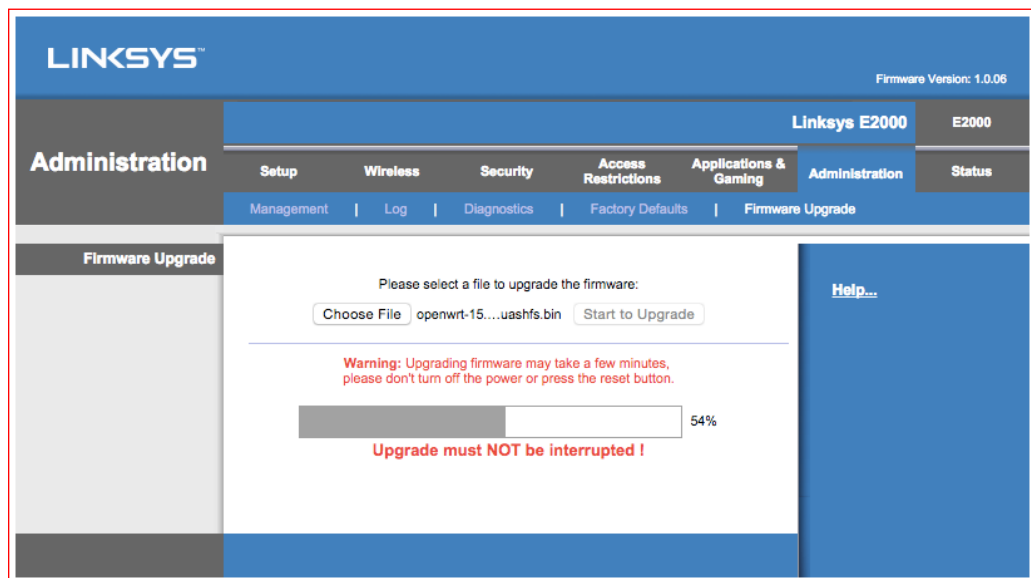 LINKSYS™
Firmware Version: 1.0.06
Linksys E2000
E2000
Administration
Setup
Wireless
Security
Access Restrictions
Applications & Gaming
Administration
Status
Management | Log | Diagnostics | Factory Defaults | Firmware Upgrade
Firmware Upgrade
Please select a file to upgrade the firmware:
Choose File openwrt-15....uashfs.bin Start to Upgrade
Help...
Warning: Upgrading firmware may take a few minutes,
please don't turn off the power or press the reset button.
54%
Upgrade must NOT be interrupted !